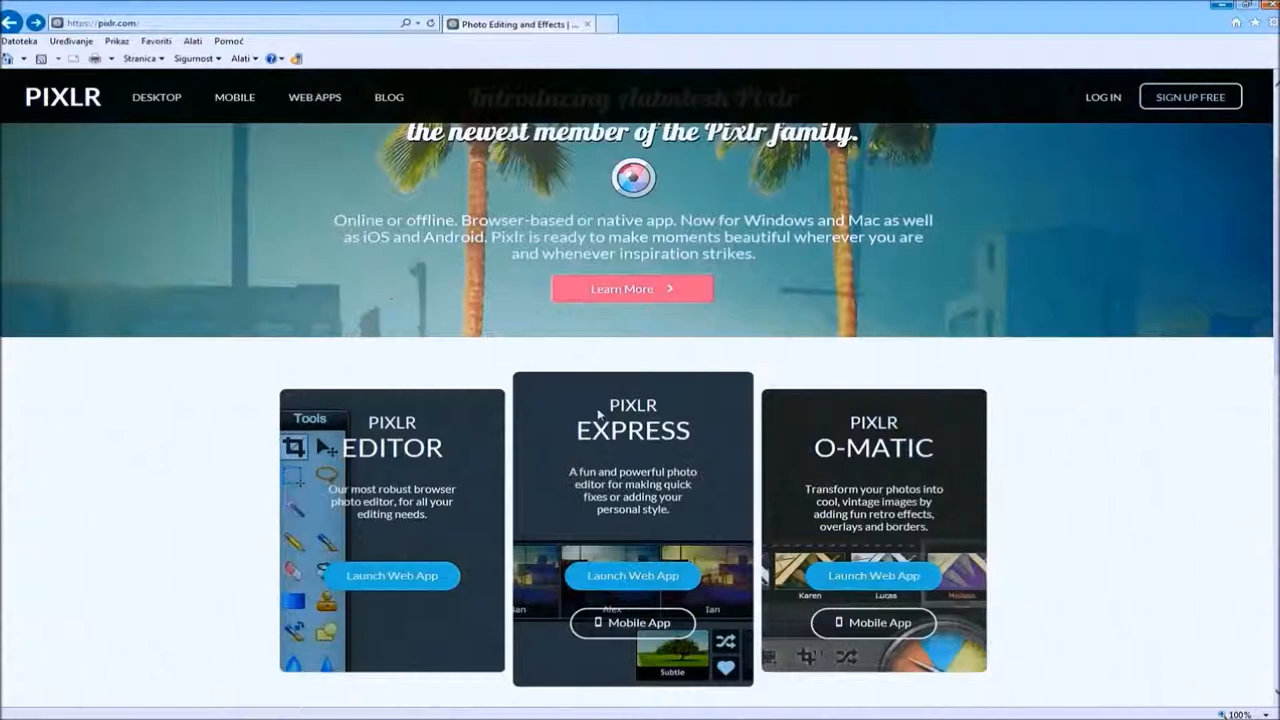 https://pixlr.com/
Photo Editing and Effects | ...
Datoteka Uređivanje Prikaz Favoriti Alati Pomoć
Stranica Sigurnost Alati
PIXLR DESKTOP MOBILE WEB APPS BLOG LOG IN SIGN UP FREE
Introducing Autodesk Pixlr
the newest member of the Pixlr family.
Online or offline. Browser-based or native app. Now for Windows and Mac as well
as iOS and Android. Pixlr is ready to make moments beautiful wherever you are
and whenever inspiration strikes.
Learn More
Tools
PIXLR
EDITOR
Our most robust browser
photo editor, for all your
editing needs.
Launch Web App
PIXLR
EXPRESS
A fun and powerful photo
editor for making quick
fixes or adding your
personal style.
Launch Web App
Alex
Ian
Mobile App
Subtle
PIXLR
O-MATIC
Transform your photos into
cool, vintage images by
adding fun retro effects,
overlays and borders.
Launch Web App
Karen Lucas
Mobile App
100%